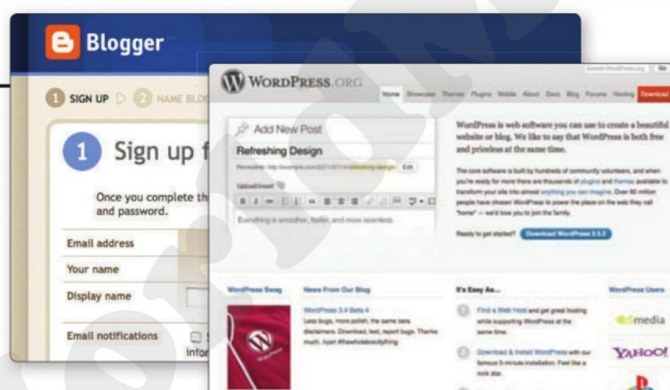 Blogger
1 SIGN UP 2 NAME BLO
1 Sign up f
Once you complete th
and password.
Email address
Your name
Display name
Email notifications
infor
WORDPRESS.ORG
Home Showcase Themes Plugins Mobile About Docs Blog Forums Hosting Download
Add New Post
Refreshing Design
Edit
Upload/Insert
Everything is smoother, faster, and more seamless.
WordPress is web software you can use to create a beautiful
website or blog. We like to say that WordPress is both free
and priceless at the same time.
The core software is built by hundreds of community volunteers, and when
you're ready for more there are thousands of plugins and themes available to
transform your site into almost anything you can imagine. Over 60 million
people have chosen WordPress to power the place on the web they call
"home" — we'd love you to join the family.
Ready to get started? Download WordPress 3.3.2
WordPress Swag
News From Our Blog
WordPress 3.4 Beta 4
Less bugs, more polish, the same beta
disclaimers. Download, test, report bugs. Thanks
much.
It's Easy As...
1 Find a Web Host and get great hosting
while supporting WordPress at the
same time.
2 Download & Install WordPress with our
famous 5-minute installation. Feel like a
rock star.
WordPress Users
media
YAHOO!